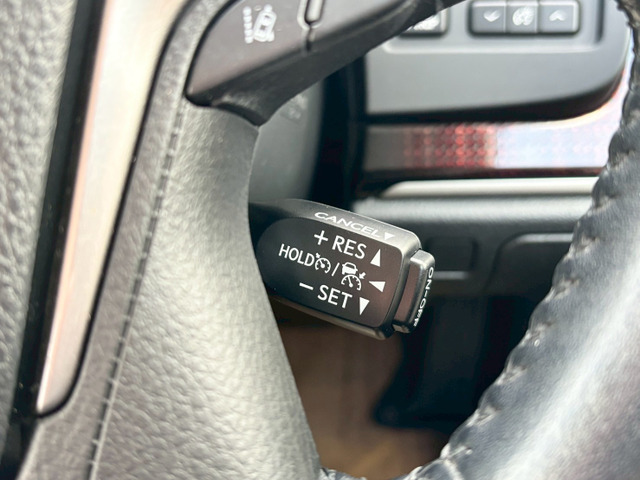 CANCEL
+ RES
HOLD /
− SET
ON-OFF